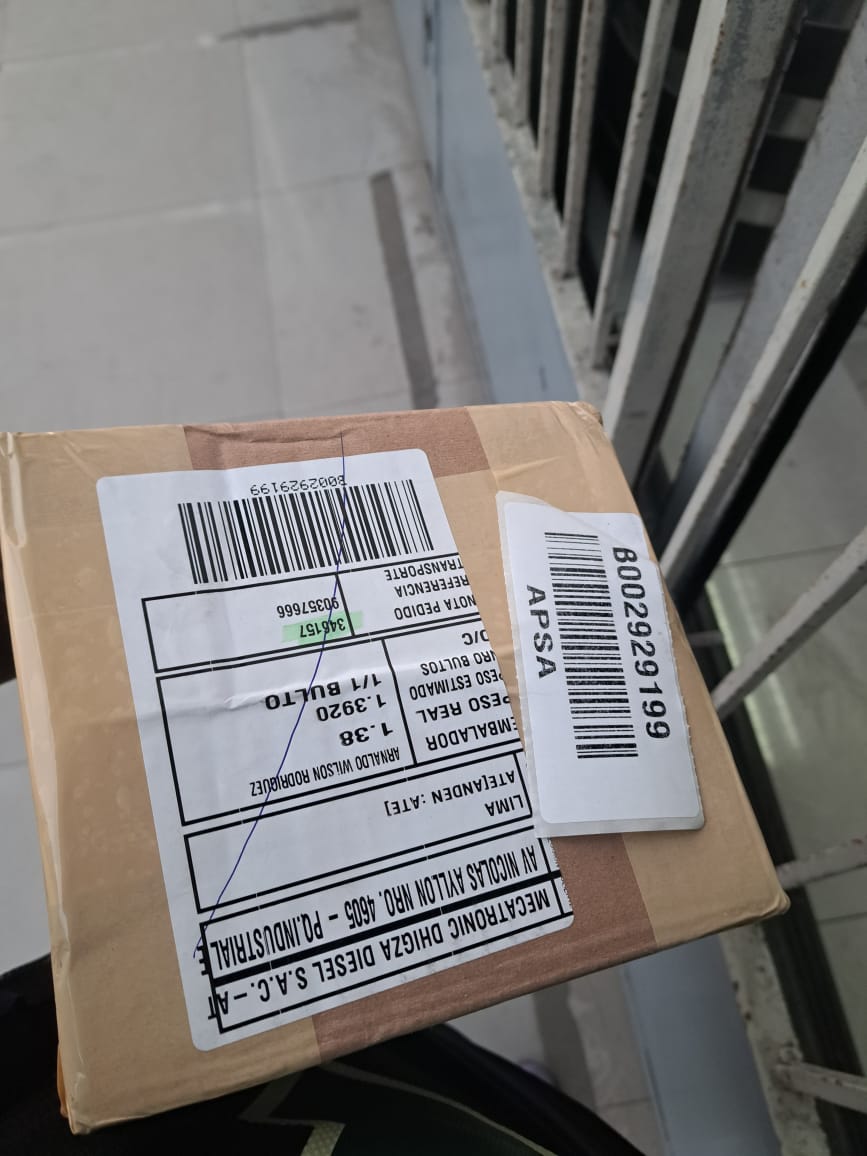 MECATRONIC DHIGZA DIESEL S.A.C. – AT
AV NICOLAS AYLLON NRO. 4605 – PQ.INDUSTRIAL
LIMA
ATE[ANDEN :ATE]
EMBALADOR ARNALDO WILSON RODRIGUEZ
PESO REAL 1.38
PESO ESTIMADO 1.3920
NRO BULTOS 1/1 BULTO
O/C
NOTA PEDIDO 346157
REFERENCIA 90357666
TRANSPORTE
B002929199
B002929199
APSA